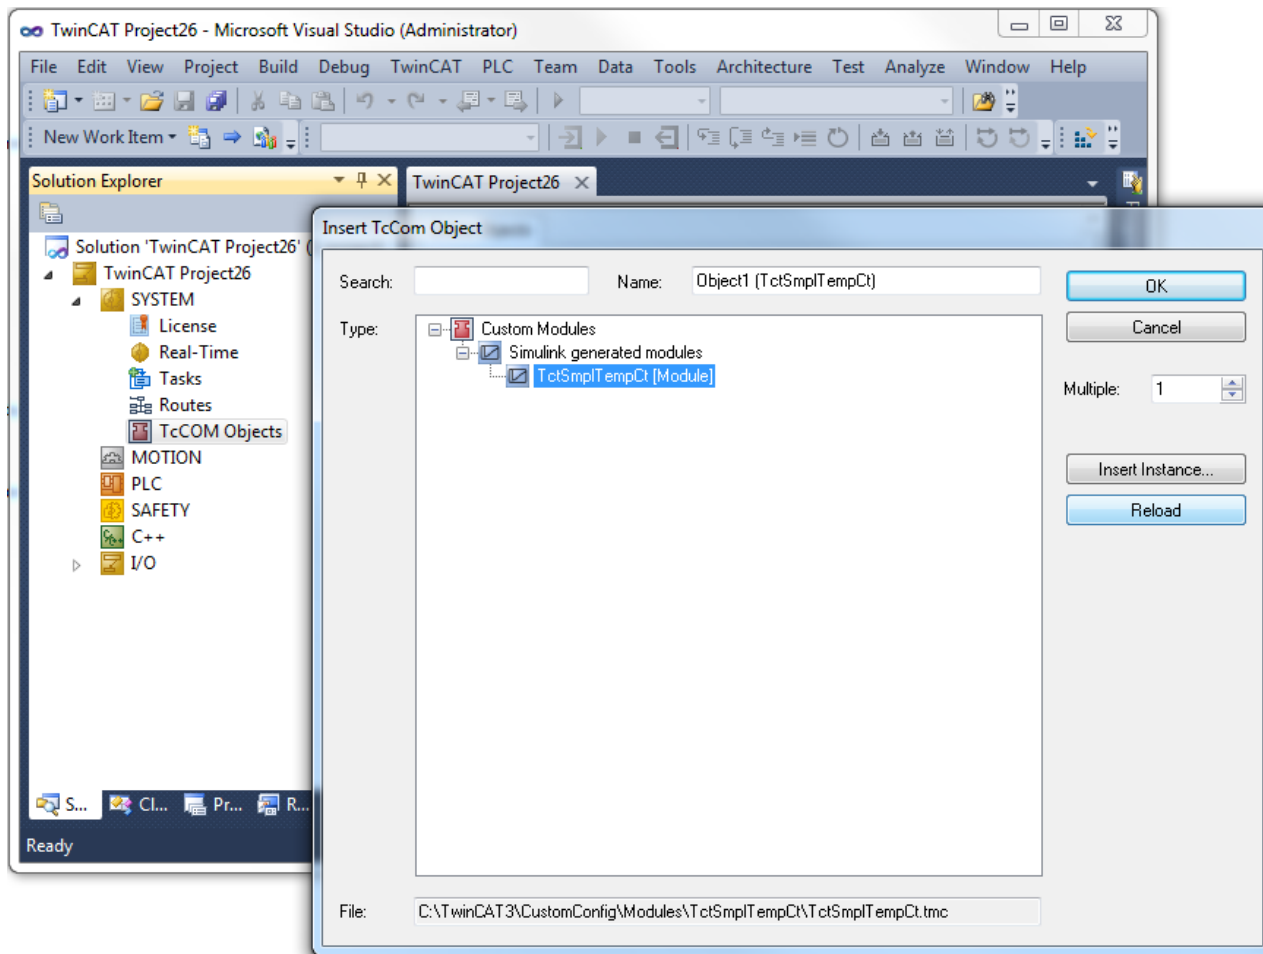 TwinCAT Project26 - Microsoft Visual Studio (Administrator)
File Edit View Project Build Debug TwinCAT PLC Team Data Tools Architecture Test Analyze Window Help
New Work Item
Solution Explorer
TwinCAT Project26
Insert TcCom Object
Solution 'TwinCAT Project26' (
TwinCAT Project26
SYSTEM
License
Real-Time
Tasks
Routes
TcCOM Objects
MOTION
PLC
SAFETY
C++
I/O
Search:
Name:
Object1 (TctSmplTempCt)
OK
Type:
Custom Modules
Cancel
Simulink generated modules
TctSmplTempCt [Module]
Multiple:
1
Insert Instance...
Reload
S... Cl... Pr... R...
Ready
File:
C:\TwinCAT3\CustomConfig\Modules\TctSmplTempCt\TctSmplTempCt.tmc